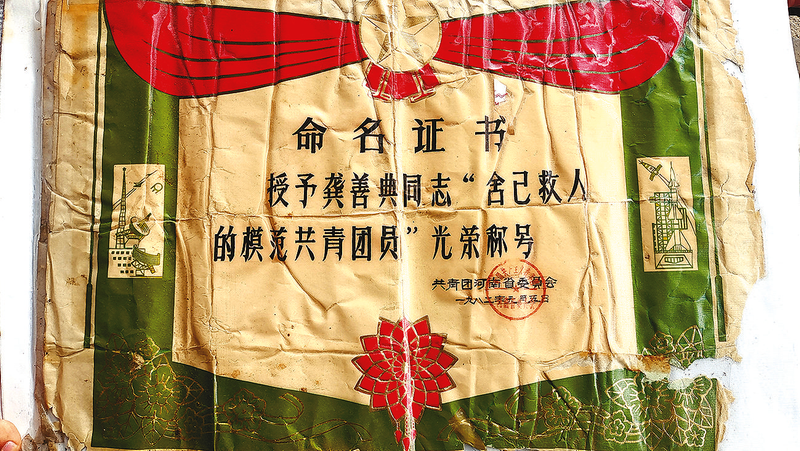 命名证书
授予龚善典同志“舍己救人
的模范共青团员”光荣称号
共青团河南省委员会
一九八二年元月五日